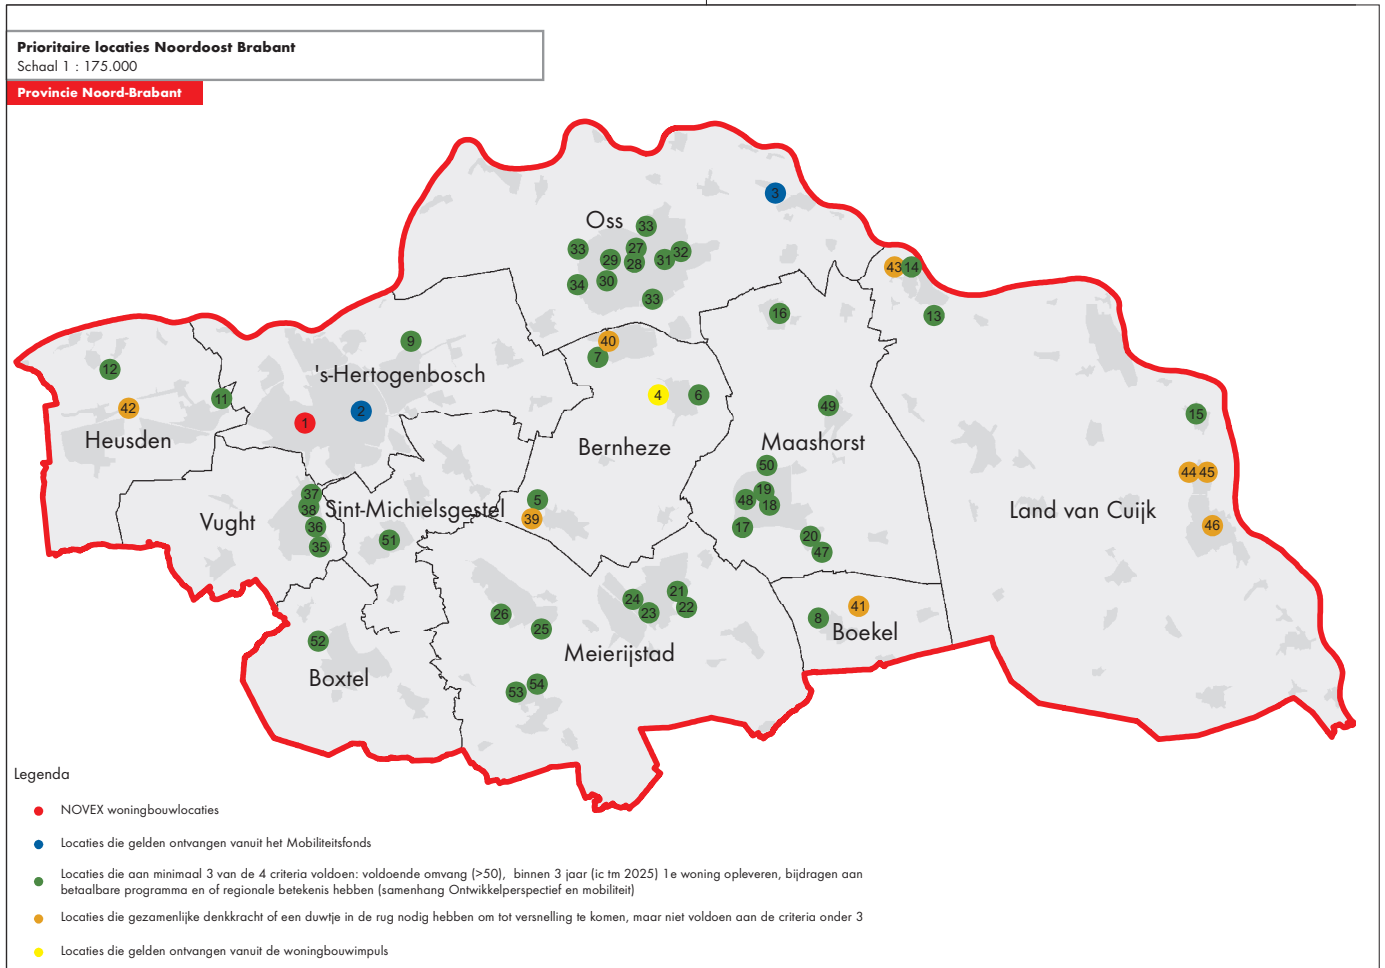 Prioritaire locaties Noordoost Brabant
Schaal 1 : 175.000
Provincie Noord-Brabant
3
Oss
33
33
27
32
29
28
31
30
34
33
43
14
16
13
9
40
7
12
's-Hertogenbosch
11
42
4
6
49
15
1
2
Heusden
Bernheze
Maashorst
50
44
45
37
19
48
18
5
38
Sint-Michielsgestel
Land van Cuijk
Vught
39
36
17
46
20
51
35
47
21
24
22
41
26
23
8
25
Boekel
52
Meierijstad
Boxtel
53
54
Legenda
NOVEX woningbouwlocaties
Locaties die gelden ontvangen vanuit het Mobiliteitsfonds
Locaties die aan minimaal 3 van de 4 criteria voldoen: voldoende omvang (>50), binnen 3 jaar (ic tm 2025) 1e woning opleveren, bijdragen aan
betaalbare programma en of regionale betekenis hebben (samenhang Ontwikkelperspectief en mobiliteit)
Locaties die gezamenlijke denkkracht of een duwtje in de rug nodig hebben om tot versnelling te komen, maar niet voldoen aan de criteria onder 3
Locaties die gelden ontvangen vanuit de woningbouwimpuls